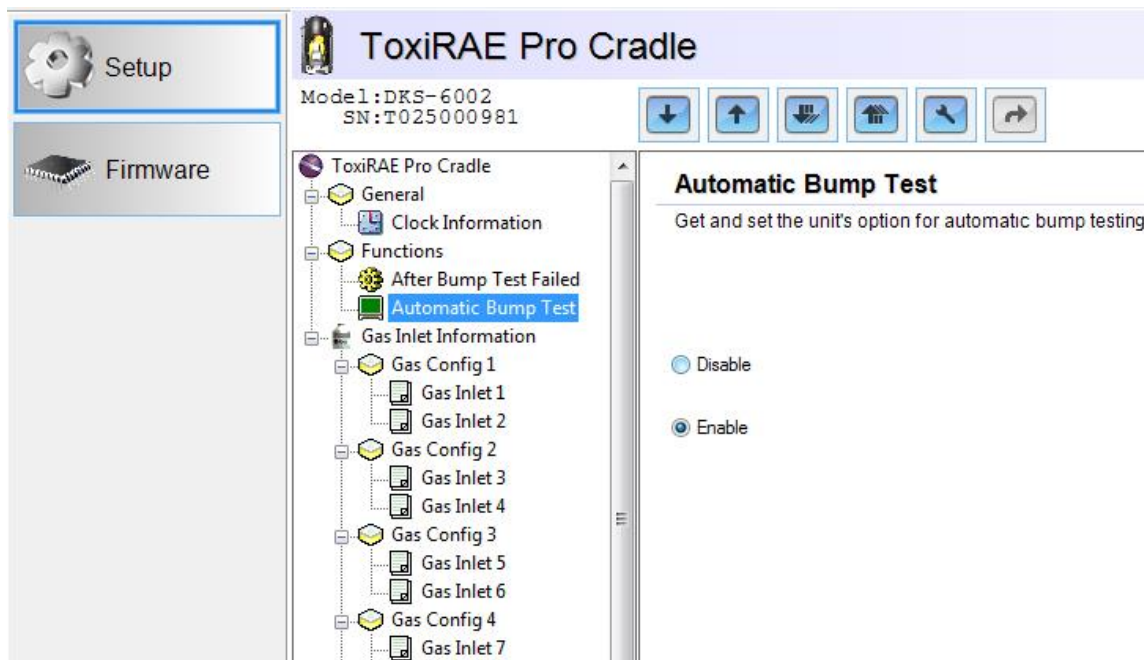 Setup
Firmware
ToxiRAE Pro Cradle
Model:DKS-6002
SN:T025000981
ToxiRAE Pro Cradle
General
Clock Information
Functions
After Bump Test Failed
Automatic Bump Test
Gas Inlet Information
Gas Config 1
Gas Inlet 1
Gas Inlet 2
Gas Config 2
Gas Inlet 3
Gas Inlet 4
Gas Config 3
Gas Inlet 5
Gas Inlet 6
Gas Config 4
Gas Inlet 7
Automatic Bump Test
Get and set the unit's option for automatic bump testing
Disable
Enable